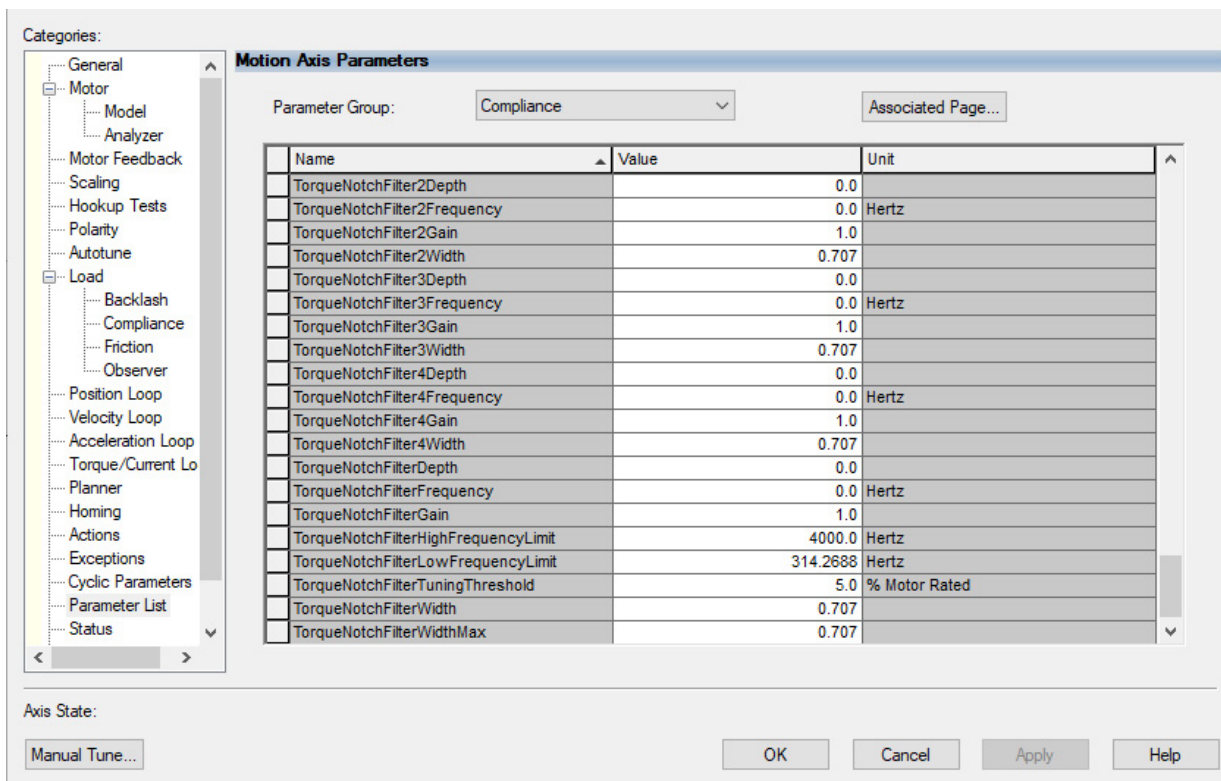 Categories:
General
Motor
Model
Analyzer
Motor Feedback
Scaling
Hookup Tests
Polarity
Autotune
Load
Backlash
Compliance
Friction
Observer
Position Loop
Velocity Loop
Acceleration Loop
Torque/Current Lo
Planner
Homing
Actions
Exceptions
Cyclic Parameters
Parameter List
Status
Motion Axis Parameters
Parameter Group: Compliance Associated Page...
Name Value Unit
TorqueNotchFilter2Depth 0.0
TorqueNotchFilter2Frequency 0.0 Hertz
TorqueNotchFilter2Gain 1.0
TorqueNotchFilter2Width 0.707
TorqueNotchFilter3Depth 0.0
TorqueNotchFilter3Frequency 0.0 Hertz
TorqueNotchFilter3Gain 1.0
TorqueNotchFilter3Width 0.707
TorqueNotchFilter4Depth 0.0
TorqueNotchFilter4Frequency 0.0 Hertz
TorqueNotchFilter4Gain 1.0
TorqueNotchFilter4Width 0.707
TorqueNotchFilterDepth 0.0
TorqueNotchFilterFrequency 0.0 Hertz
TorqueNotchFilterGain 1.0
TorqueNotchFilterHighFrequencyLimit 4000.0 Hertz
TorqueNotchFilterLowFrequencyLimit 314.2688 Hertz
TorqueNotchFilterTuningThreshold 5.0 % Motor Rated
TorqueNotchFilterWidth 0.707
TorqueNotchFilterWidthMax 0.707
Axis State:
Manual Tune... OK Cancel Apply Help